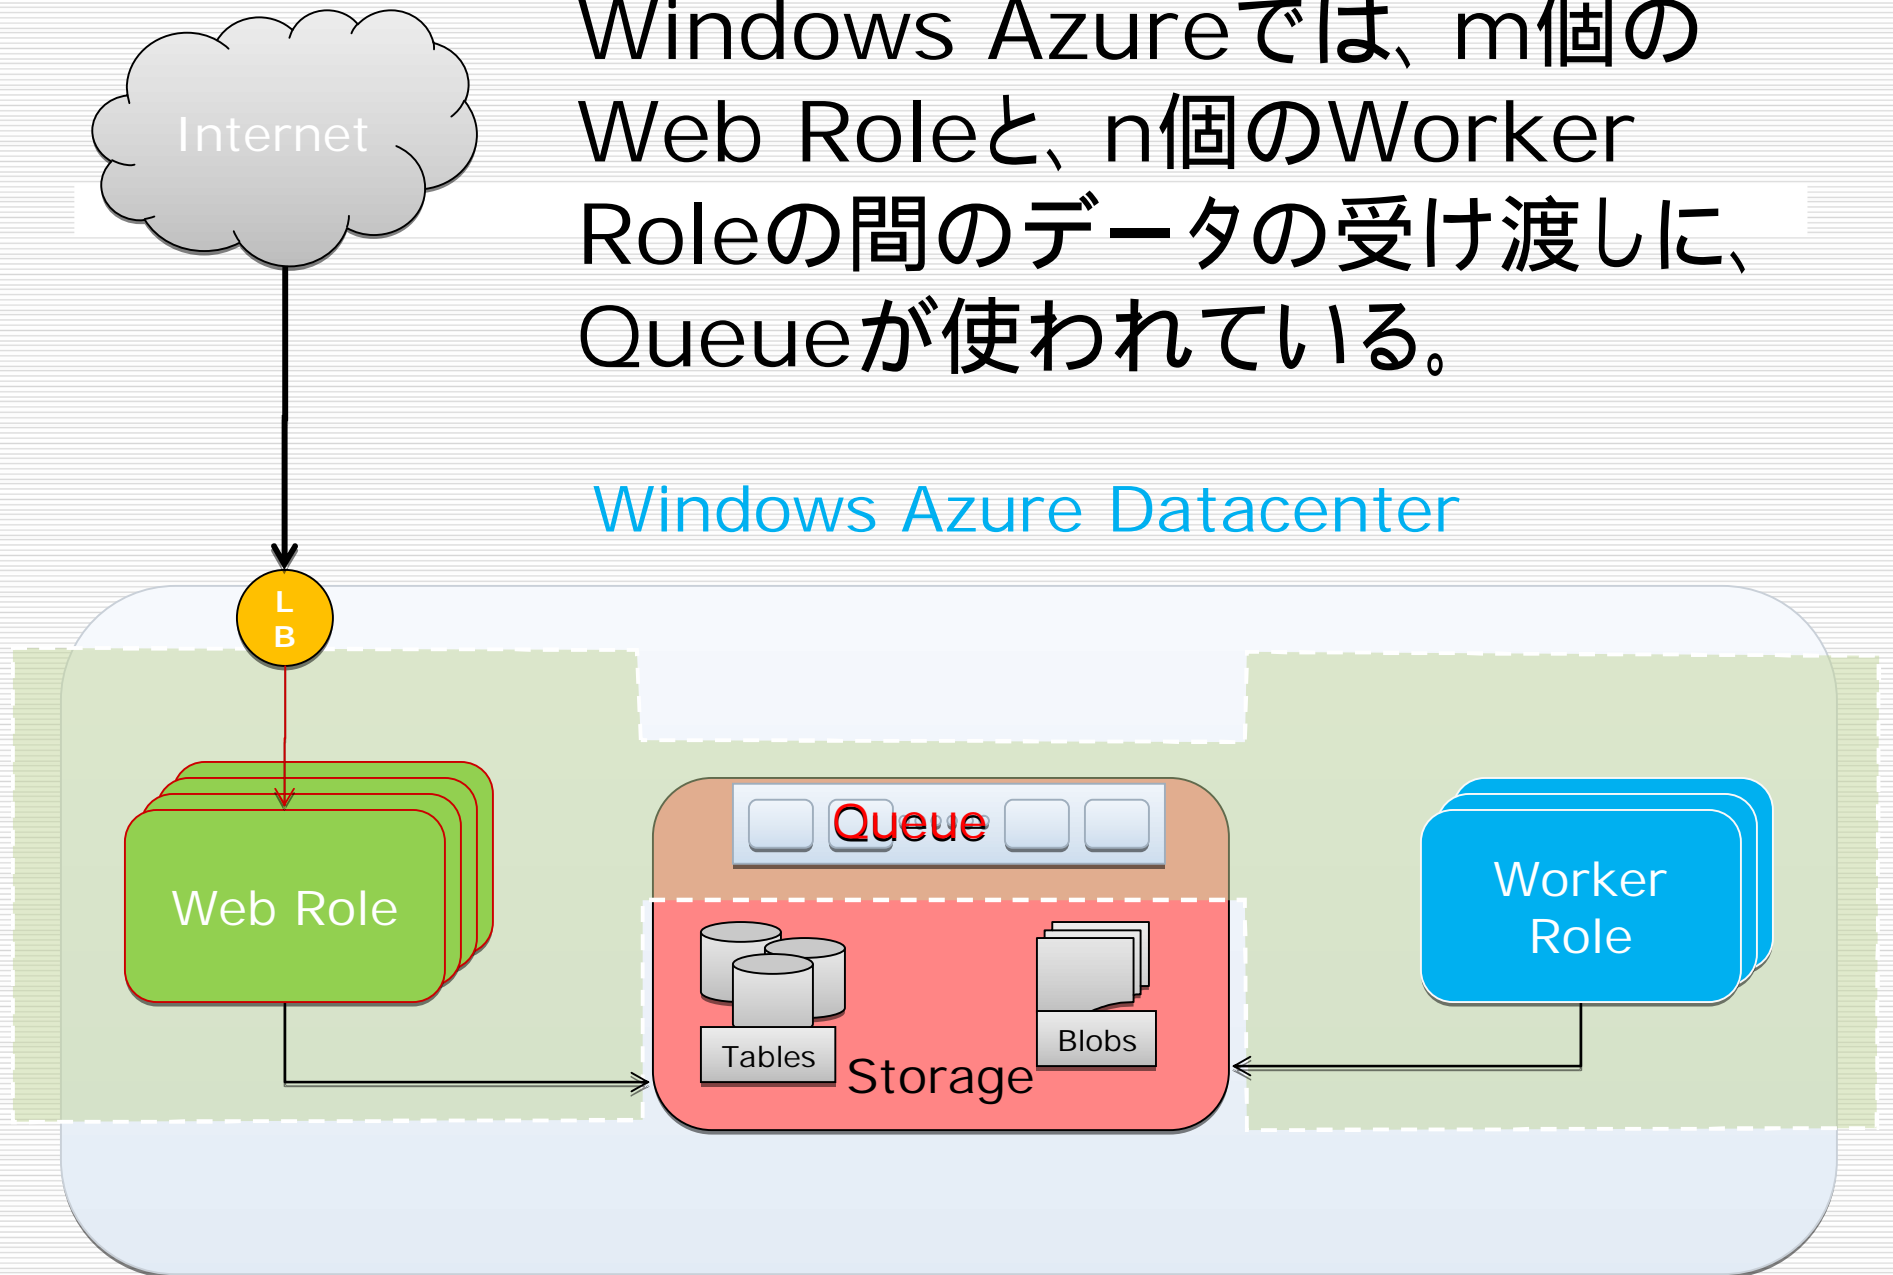 Windows Azureでは、m個の
Web Roleと、n個のWorker
Roleの間のデータの受け渡しに、
Queueが使われている。
Internet
Windows Azure Datacenter
L
B
Queue
Web Role
Worker
Role
Tables
Blobs
Storage